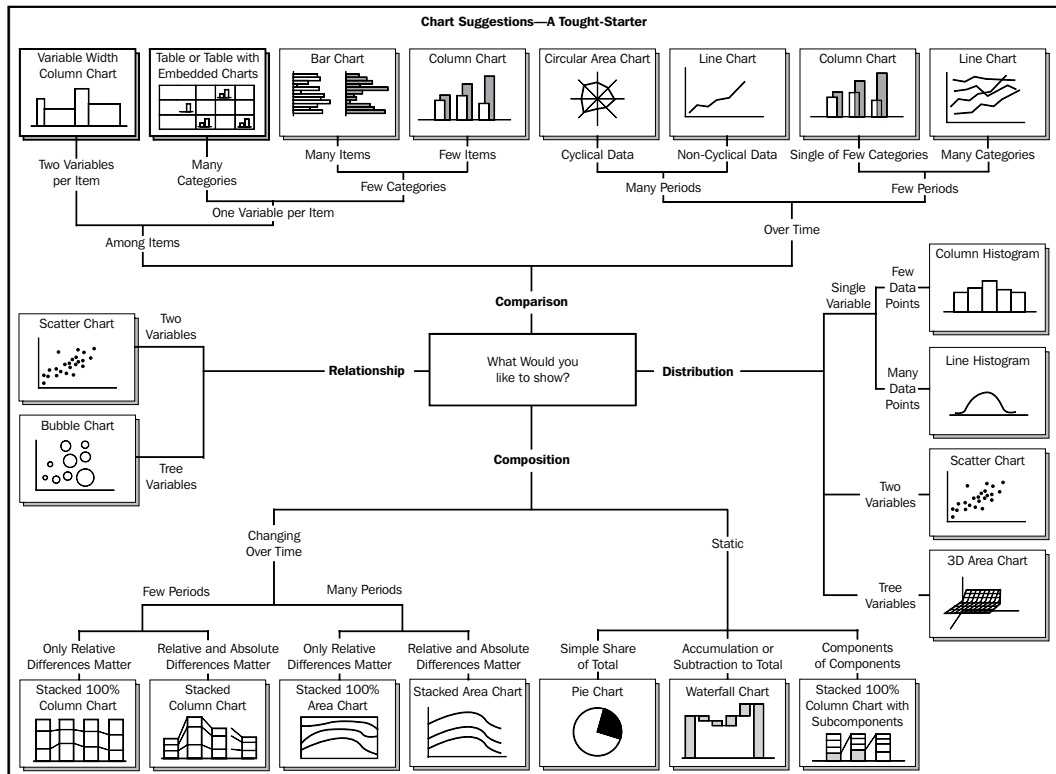 Chart Suggestions—A Tought-Starter
Variable Width
Column Chart
Table or Table with
Embedded Charts
Bar Chart
Column Chart
Circular Area Chart
Line Chart
Column Chart
Line Chart
Two Variables
per Item
Many
Categories
Many Items
Few Items
Cyclical Data
Non-Cyclical Data
Single of Few Categories
Many Categories
Few Categories
Many Periods
Few Periods
One Variable per Item
Among Items
Over Time
Comparison
What Would you
like to show?
Relationship
Two
Variables
Scatter Chart
Bubble Chart
Tree
Variables
Distribution
Single
Variable
Few
Data
Points
Column Histogram
Many
Data
Points
Line Histogram
Two
Variables
Scatter Chart
Tree
Variables
3D Area Chart
Composition
Changing
Over Time
Static
Few Periods
Many Periods
Only Relative
Differences Matter
Relative and Absolute
Differences Matter
Only Relative
Differences Matter
Relative and Absolute
Differences Matter
Simple Share
of Total
Accumulation or
Subtraction to Total
Components
of Components
Stacked 100%
Column Chart
Stacked
Column Chart
Stacked 100%
Area Chart
Stacked Area Chart
Pie Chart
Waterfall Chart
Stacked 100%
Column Chart with
Subcomponents